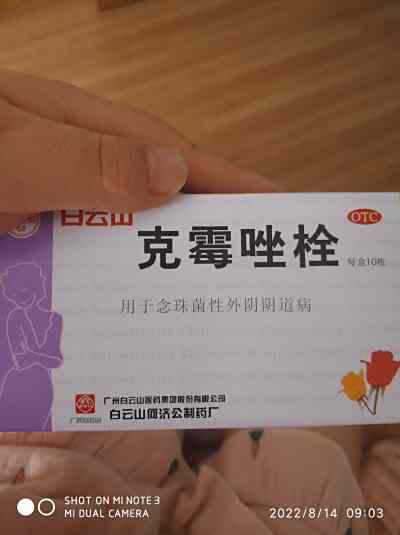 白云山
OTC
克霉唑栓
每盒10粒
用于念珠菌性外阴阴道病
广州白云山医药集团股份有限公司
白云山何济公制药厂
SHOT ON MI NOTE 3
MI DUAL CAMERA
2022/8/14 09:03